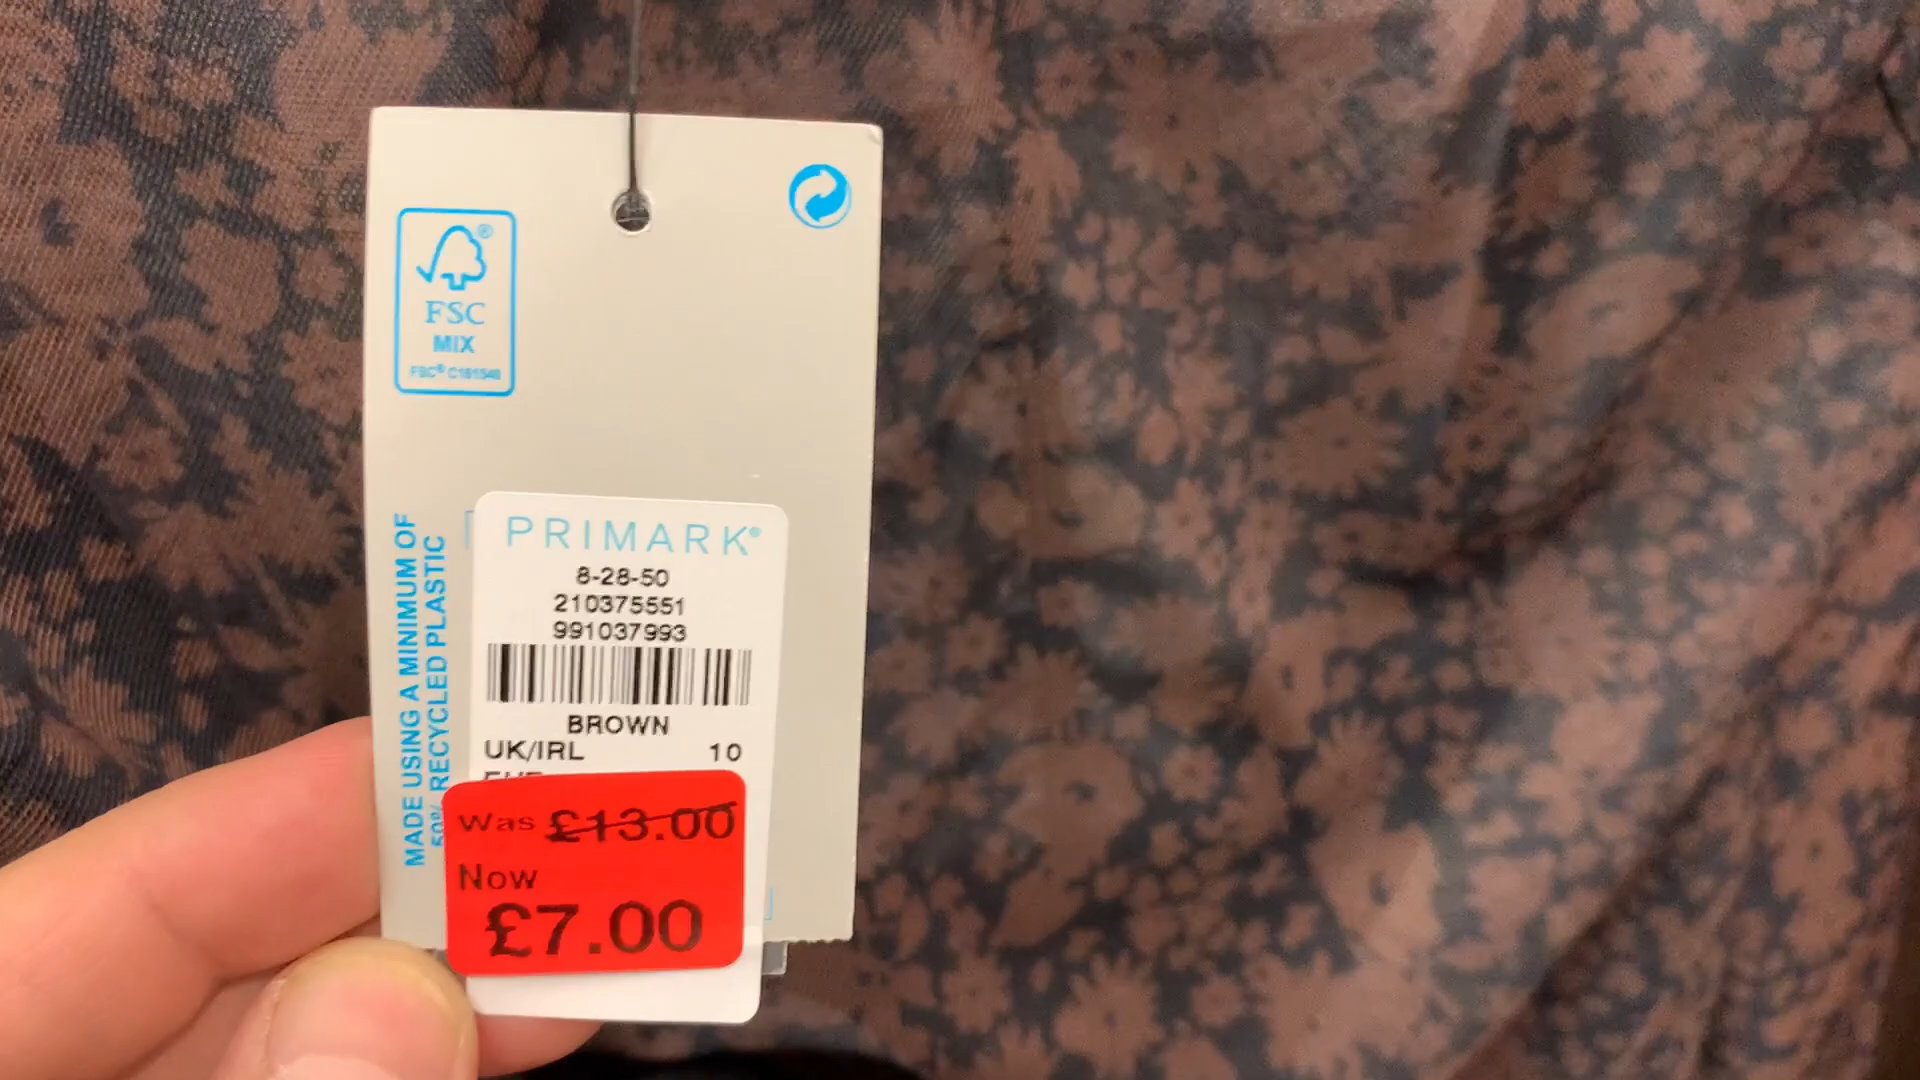 FSC®
MIX
FSC® C181540
MADE USING A MINIMUM OF
50% RECYCLED PLASTIC
PRIMARK®
8-28-50
210375551
991037993
BROWN
UK/IRL 10
Was £13.00
Now
£7.00